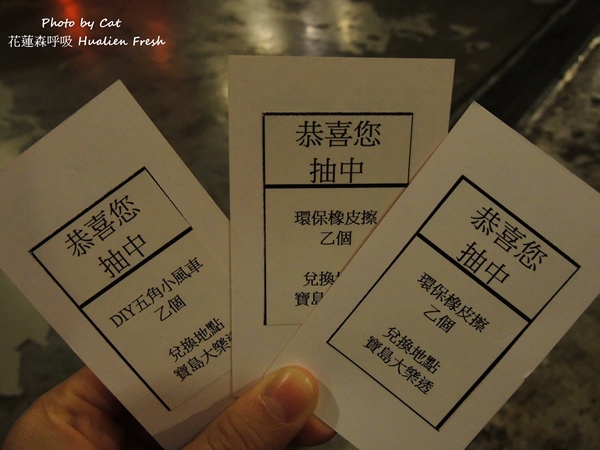 Photo by Cat
花蓮森呼吸 Hualien Fresh
恭喜您
抽中
DIY五角小風車
乙個
兌換地點
寶島大樂透
恭喜您
抽中
環保橡皮擦
乙個
兌換
寶島
恭喜您
抽中
環保橡皮擦
乙個
兌換地點
寶島大樂透